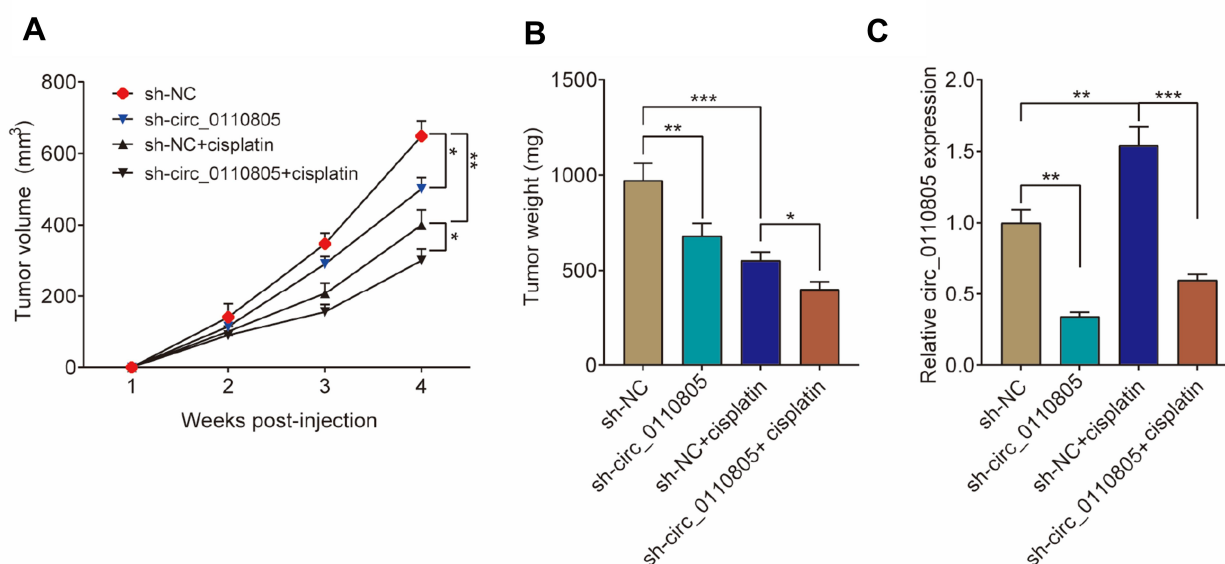 A
Tumor volume (mm³)
800
600
400
200
0
sh-NC
sh-circ_0110805
sh-NC+cisplatin
sh-circ_0110805+cisplatin
*
**
*
1 2 3 4
Weeks post-injection
B
Tumor weight (mg)
1500
1000
500
0
***
**
*
sh-NC
sh-circ_0110805
sh-NC+cisplatin
sh-circ_0110805+ cisplatin
C
Relative circ_0110805 expression
2.0
1.5
1.0
0.5
0.0
**
***
**
sh-NC
sh-circ_0110805
sh-NC+cisplatin
sh-circ_0110805+ cisplatin